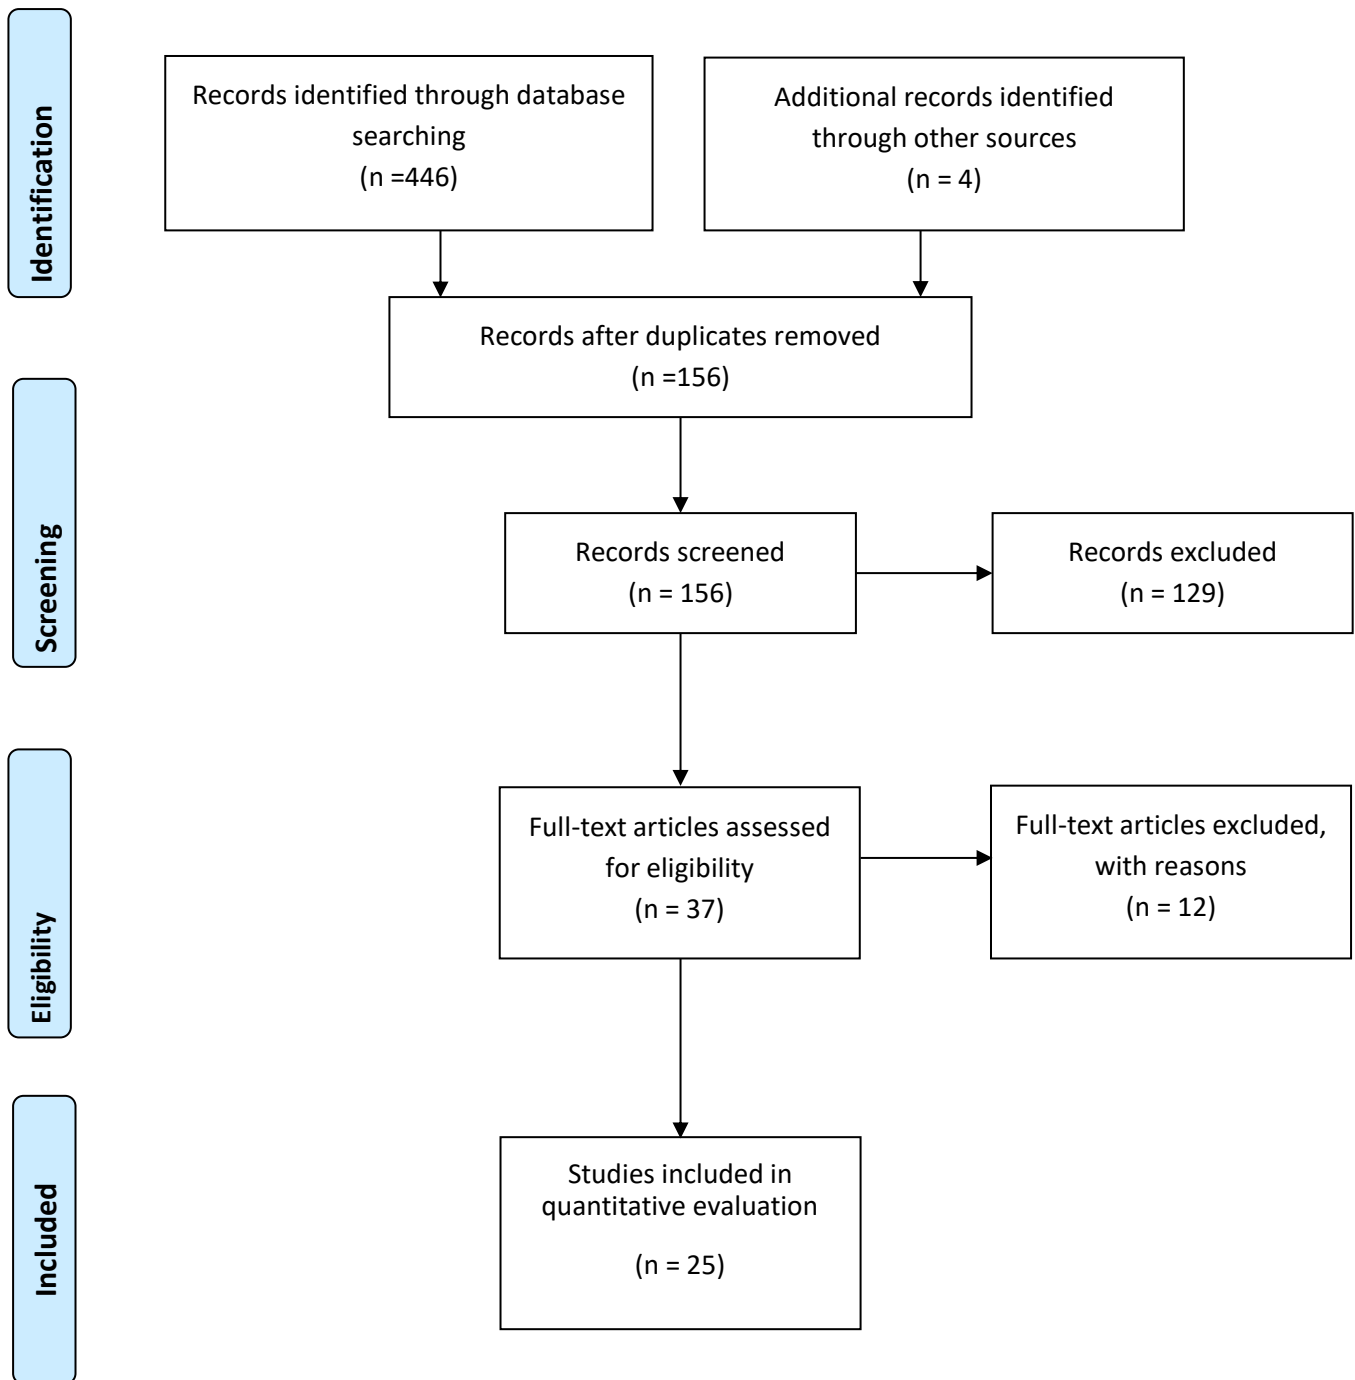 Identification
Records identified through database
searching
(n =446)
Additional records identified
through other sources
(n = 4)
Records after duplicates removed
(n =156)
Screening
Records screened
(n = 156)
Records excluded
(n = 129)
Eligibility
Full-text articles assessed
for eligibility
(n = 37)
Full-text articles excluded,
with reasons
(n = 12)
Included
Studies included in
quantitative evaluation
(n = 25)